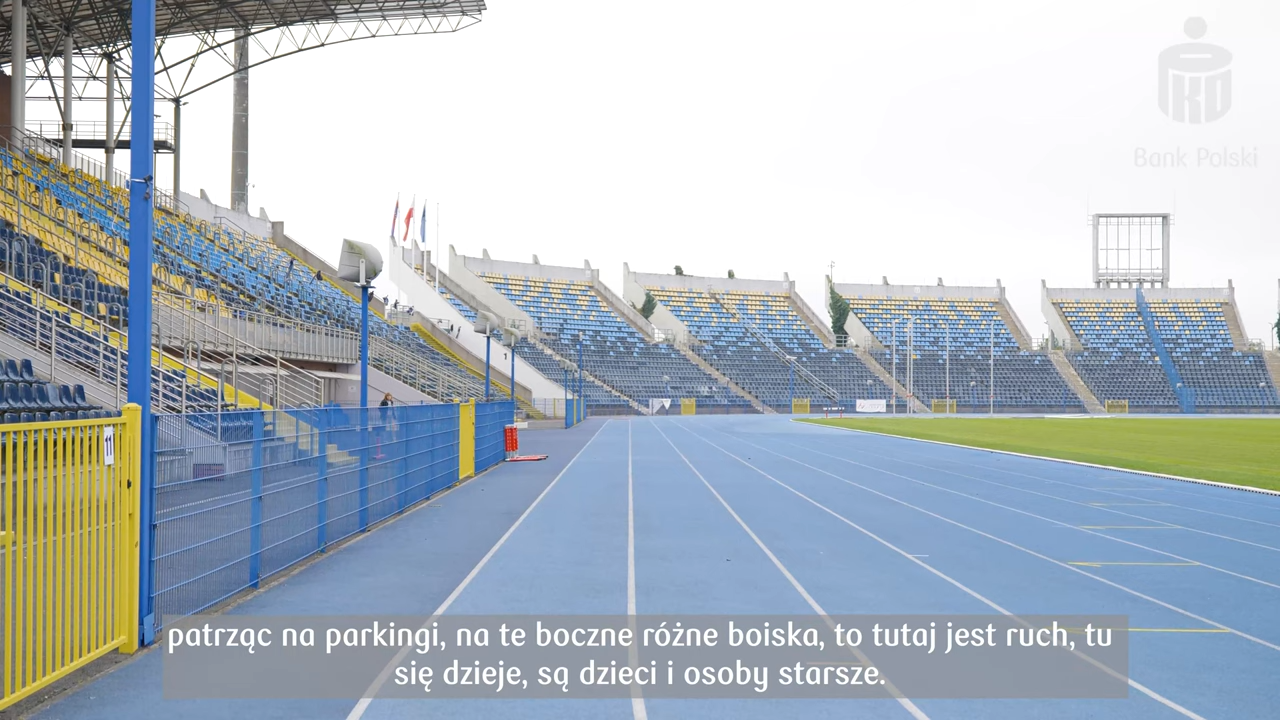 PKO
Bank Polski
11
patrząc na parkingi, na te boczne różne boiska, to tutaj jest ruch, tu
się dzieje, są dzieci i osoby starsze.